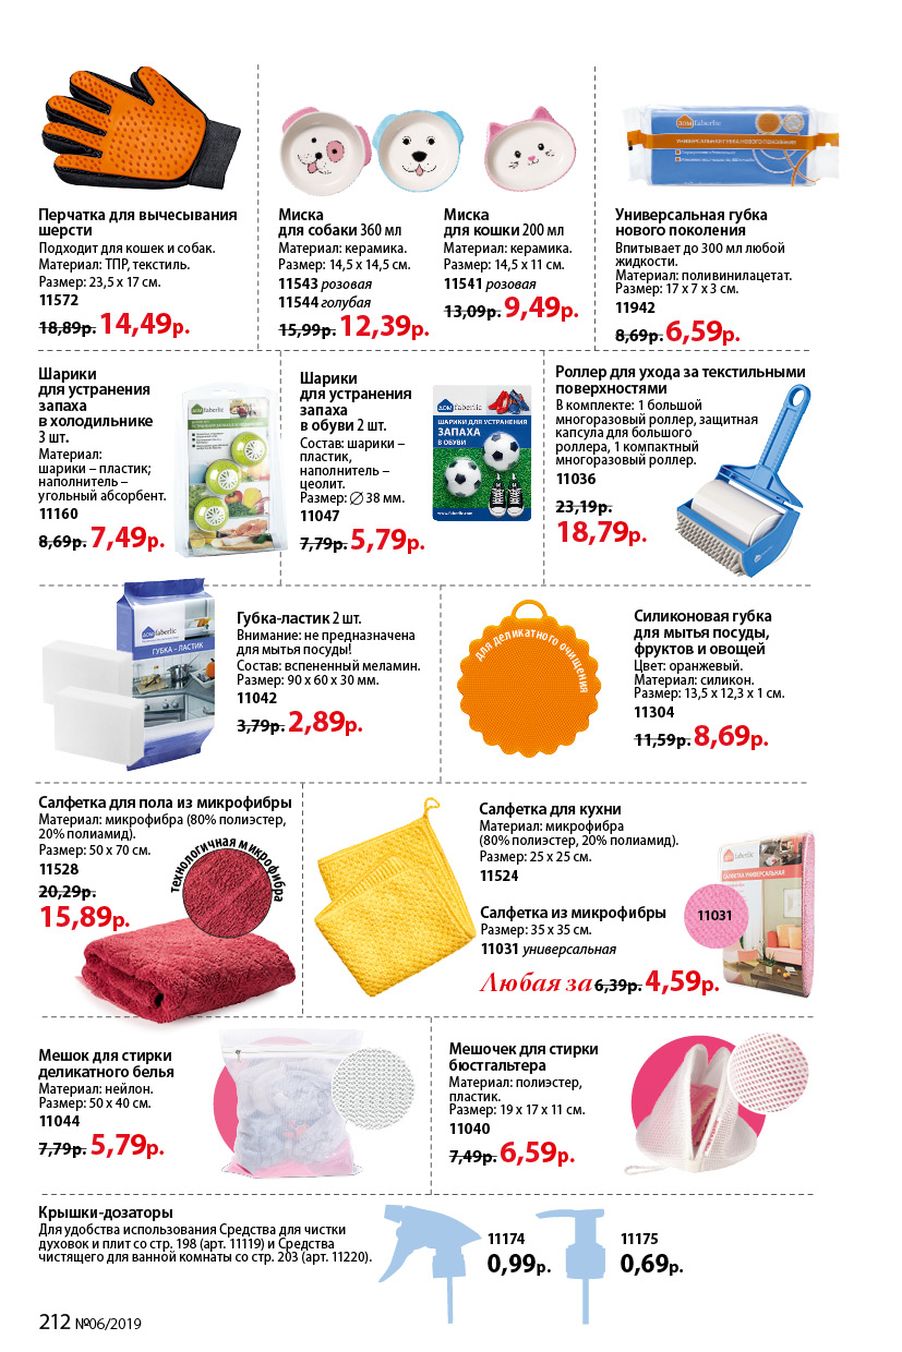 Перчатка для вычесывания
шерсти
Подходит для кошек и собак.
Материал: ТПР, текстиль.
Размер: 23,5 x 17 см.
11572
18,89р. 14,49р.
Миска
для собаки 360 мл
Материал: керамика.
Размер: 14,5 x 14,5 см.
11543 розовая
11544 голубая
15,99р. 12,39р.
Миска
для кошки 200 мл
Материал: керамика.
Размер: 14,5 x 11 см.
11541 розовая
13,09р. 9,49р.
дом faberlic
УНИВЕРСАЛЬНАЯ ГУБКА НОВОГО ПОКОЛЕНИЯ
Универсальная губка
нового поколения
Впитывает до 300 мл любой
жидкости.
Материал: поливинилацетат.
Размер: 17 x 7 x 3 см.
11942
8,69р. 6,59р.
Шарики
для устранения
запаха
в холодильнике
3 шт.
Материал:
шарики – пластик;
наполнитель –
угольный абсорбент.
11160
8,69р. 7,49р.
дом faberlic
Шарики
для устранения
запаха
в обуви 2 шт.
Состав: шарики –
пластик,
наполнитель –
цеолит.
Размер: ∅ 38 мм.
11047
7,79р. 5,79р.
дом faberlic
ШАРИКИ ДЛЯ УСТРАНЕНИЯ
ЗАПАХА
В ОБУВИ
www.faberlic.com
Роллер для ухода за текстильными
поверхностями
В комплекте: 1 большой
многоразовый роллер, защитная
капсула для большого
роллера, 1 компактный
многоразовый роллер.
11036
23,19р.
18,79р.
дом faberlic
ГУБКА – ЛАСТИК
Губка-ластик 2 шт.
Внимание: не предназначена
для мытья посуды!
Состав: вспененный меламин.
Размер: 90 x 60 x 30 мм.
11042
3,79р. 2,89р.
для деликатного очищения
Силиконовая губка
для мытья посуды,
фруктов и овощей
Цвет: оранжевый.
Материал: силикон.
Размер: 13,5 x 12,3 x 1 см.
11304
11,59р. 8,69р.
Салфетка для пола из микрофибры
Материал: микрофибра (80% полиэстер,
20% полиамид).
Размер: 50 x 70 см.
11528
20,29р.
15,89р.
технологичная микрофибра
Салфетка для кухни
Материал: микрофибра
(80% полиэстер, 20% полиамид).
Размер: 25 x 25 см.
11524
Салфетка из микрофибры
Размер: 35 x 35 см.
11031 универсальная
Любая за 6,39р. 4,59р.
дом faberlic
САЛФЕТКА УНИВЕРСАЛЬНАЯ
11031
Мешок для стирки
деликатного белья
Материал: нейлон.
Размер: 50 x 40 см.
11044
7,79р. 5,79р.
Мешочек для стирки
бюстгальтера
Материал: полиэстер,
пластик.
Размер: 19 x 17 x 11 см.
11040
7,49р. 6,59р.
Крышки-дозаторы
Для удобства использования Средства для чистки
духовок и плит со стр. 198 (арт. 11119) и Средства
чистящего для ванной комнаты со стр. 203 (арт. 11220).
11174
0,99р.
11175
0,69р.
212 №06/2019